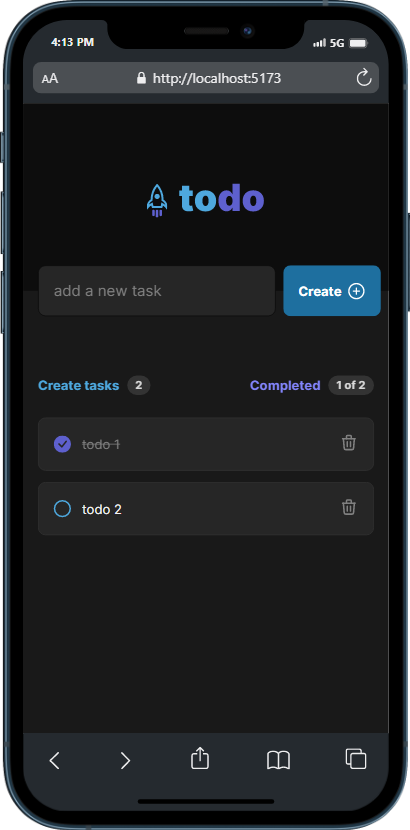 4:13 PM 5G
AA http://localhost:5173
todo
add a new task Create
Create tasks 2 Completed 1 of 2
todo 1
todo 2